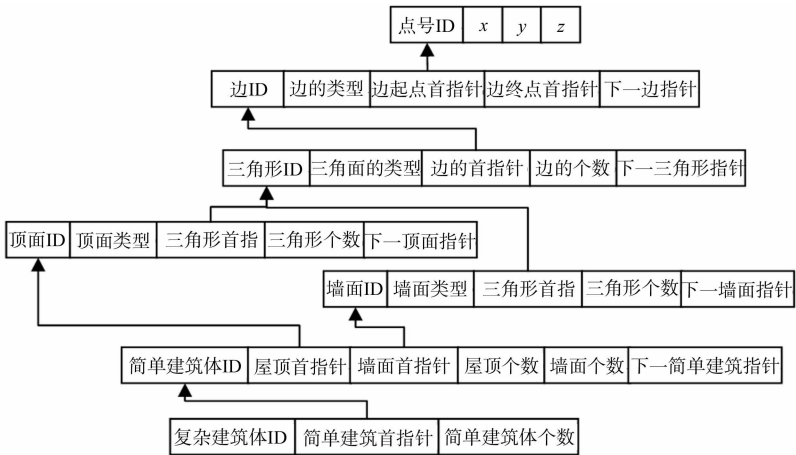 点号ID x y z
边ID 边的类型 边起点首指针 边终点首指针 下一边指针
三角形ID 三角面的类型 边的首指针 边的个数 下一三角形指针
顶面ID 顶面类型 三角形首指 三角形个数 下一顶面指针
墙面ID 墙面类型 三角形首指 三角形个数 下一墙面指针
简单建筑体ID 屋顶首指针 墙面首指针 屋顶个数 墙面个数 下一简单建筑指针
复杂建筑体ID 简单建筑首指针 简单建筑体个数